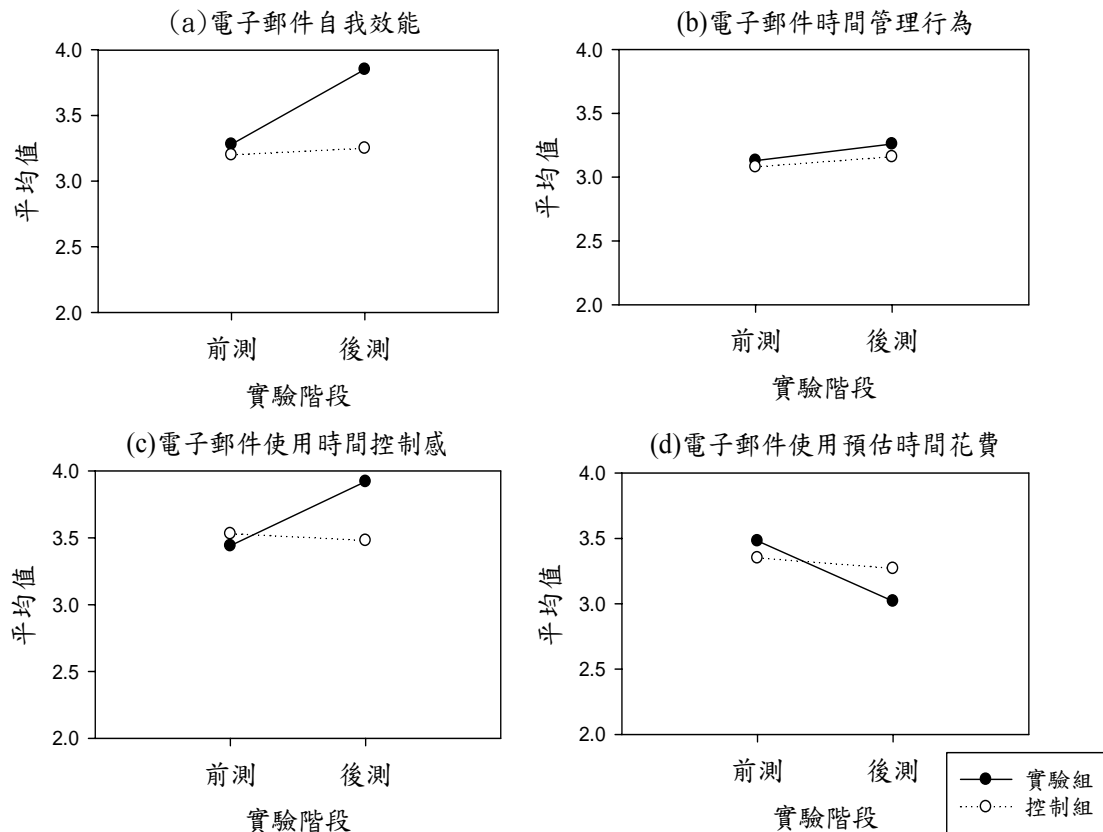 (a)電子郵件自我效能
4.0
3.5
3.0
2.5
2.0
平均值
前測
後測
實驗階段
(b)電子郵件時間管理行為
4.0
3.5
3.0
2.5
2.0
平均值
前測
後測
實驗階段
(c)電子郵件使用時間控制感
4.0
3.5
3.0
2.5
2.0
平均值
前測
後測
實驗階段
(d)電子郵件使用預估時間花費
4.0
3.5
3.0
2.5
2.0
平均值
前測
後測
實驗階段
實驗組
控制組